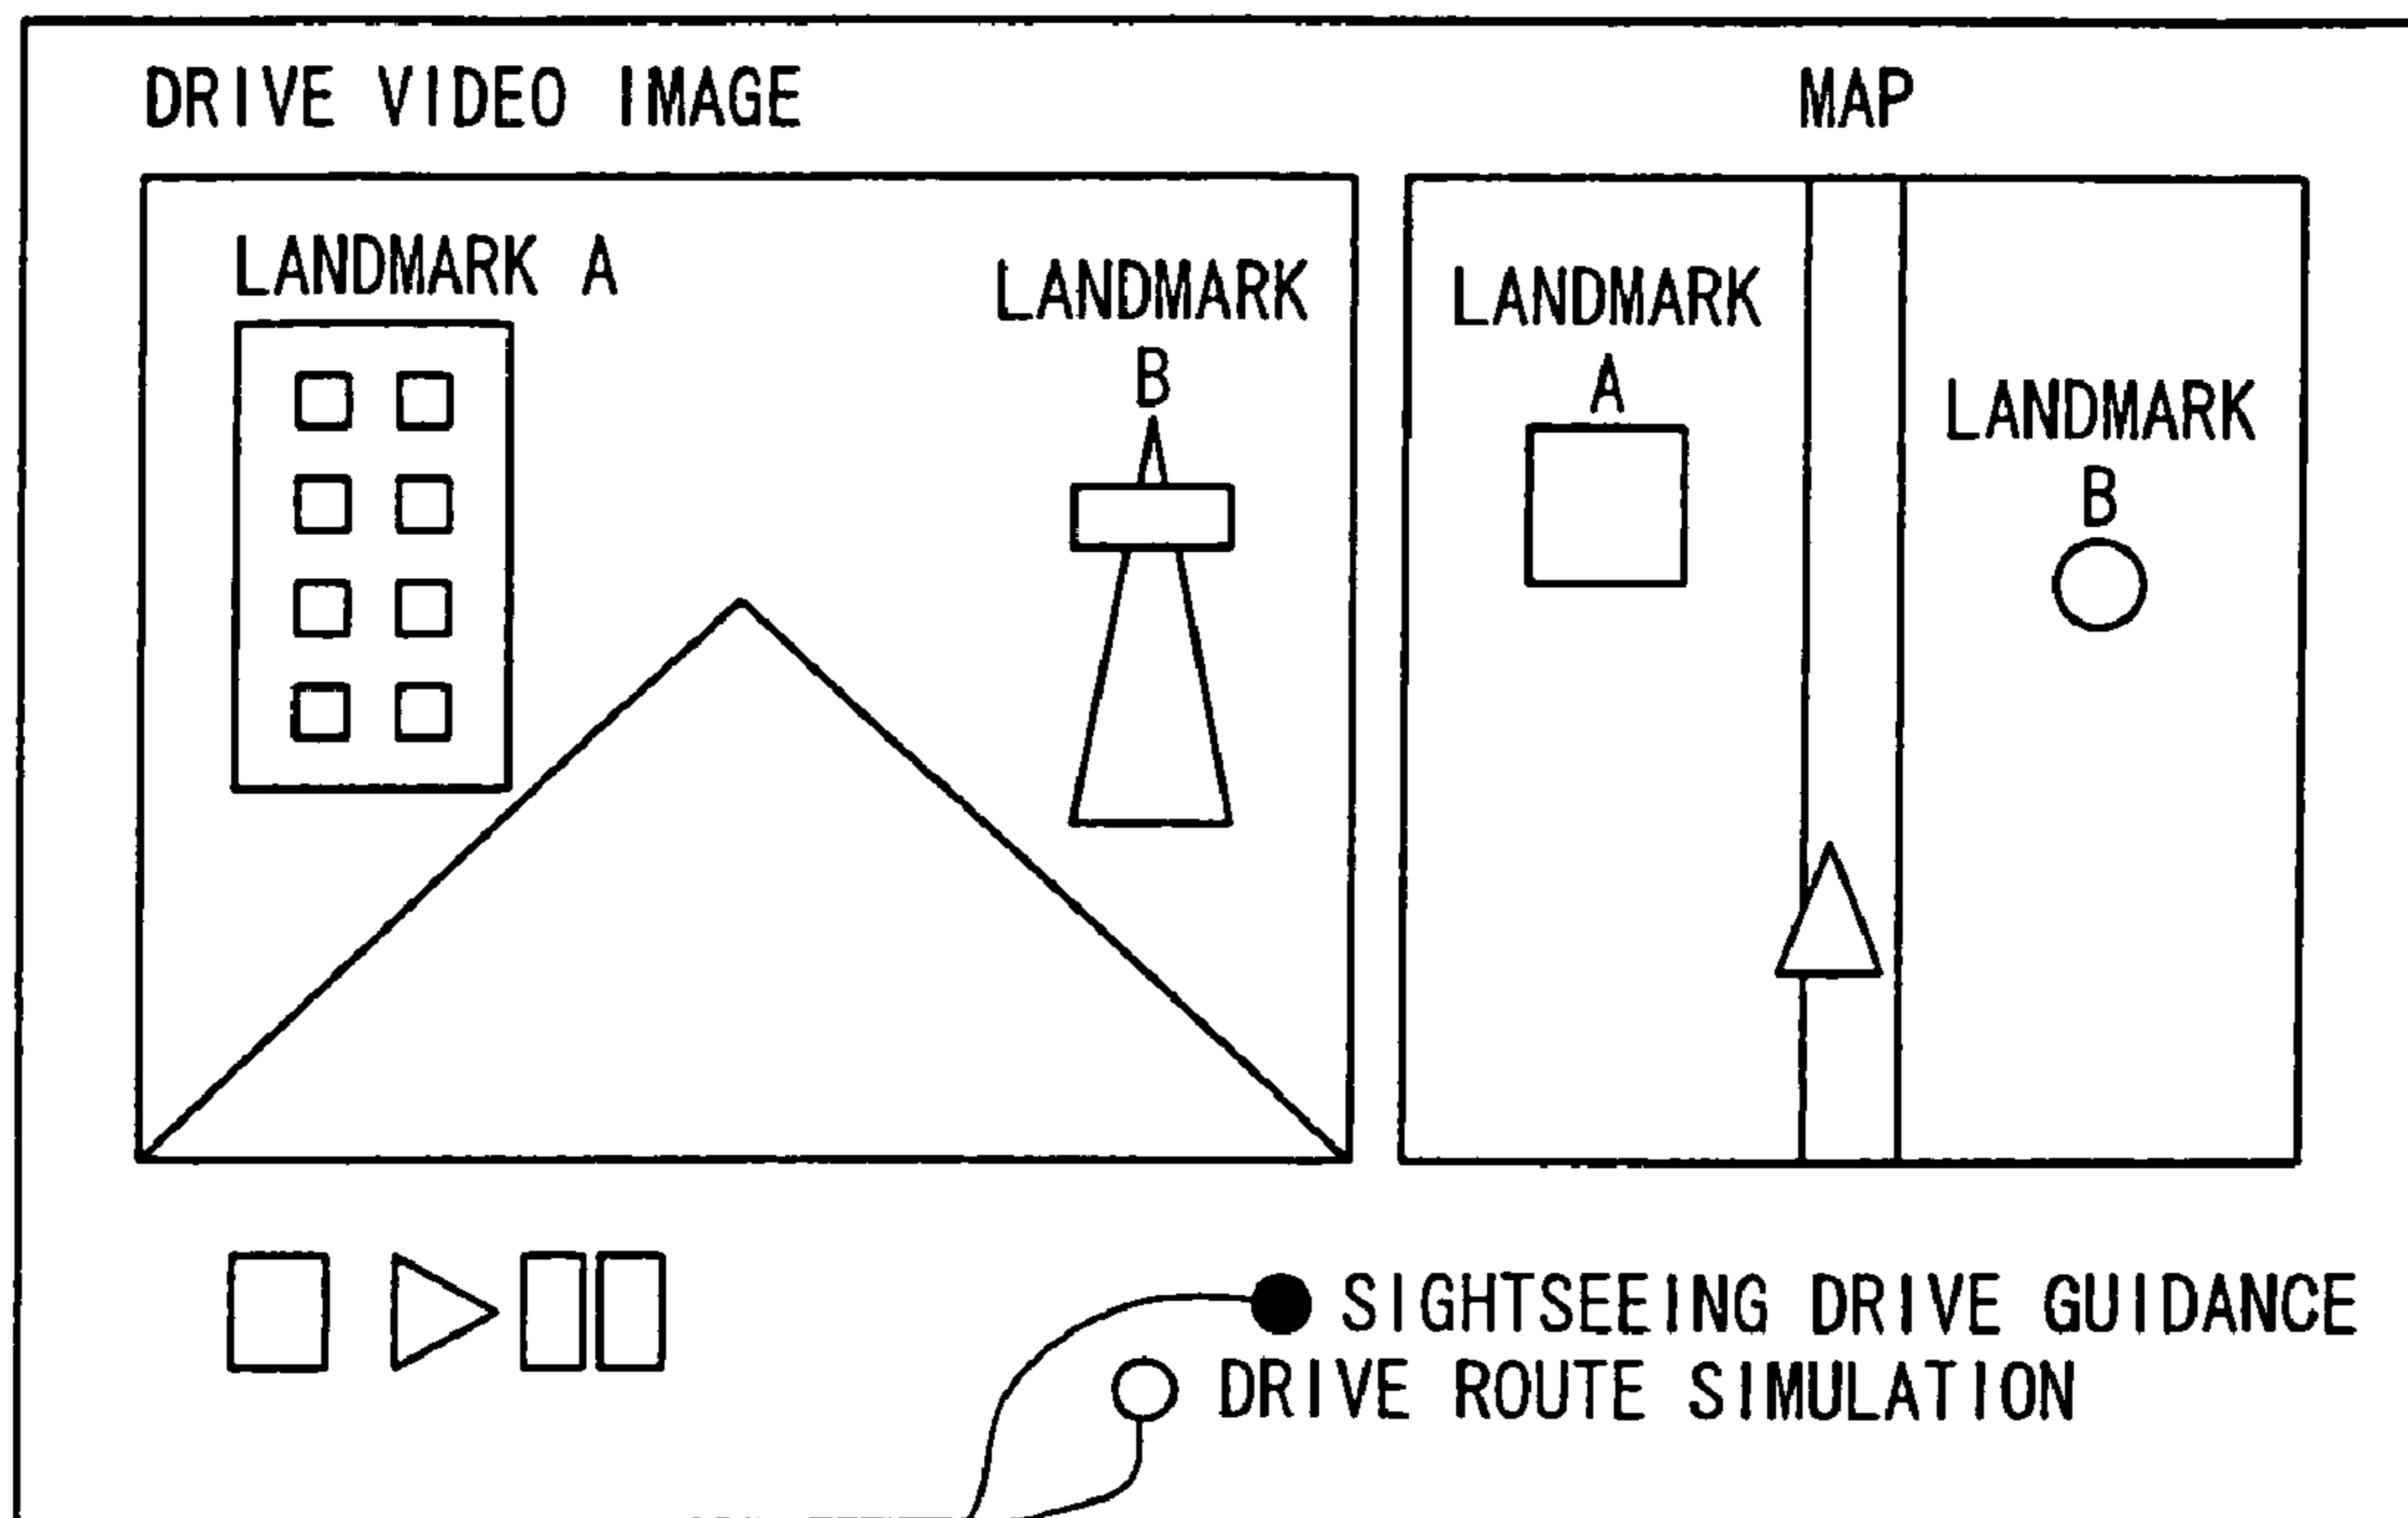 DRIVE VIDEO IMAGE
MAP
LANDMARK A
LANDMARK
B
LANDMARK
A
LANDMARK
B
SIGHTSEEING DRIVE GUIDANCE
DRIVE ROUTE SIMULATION